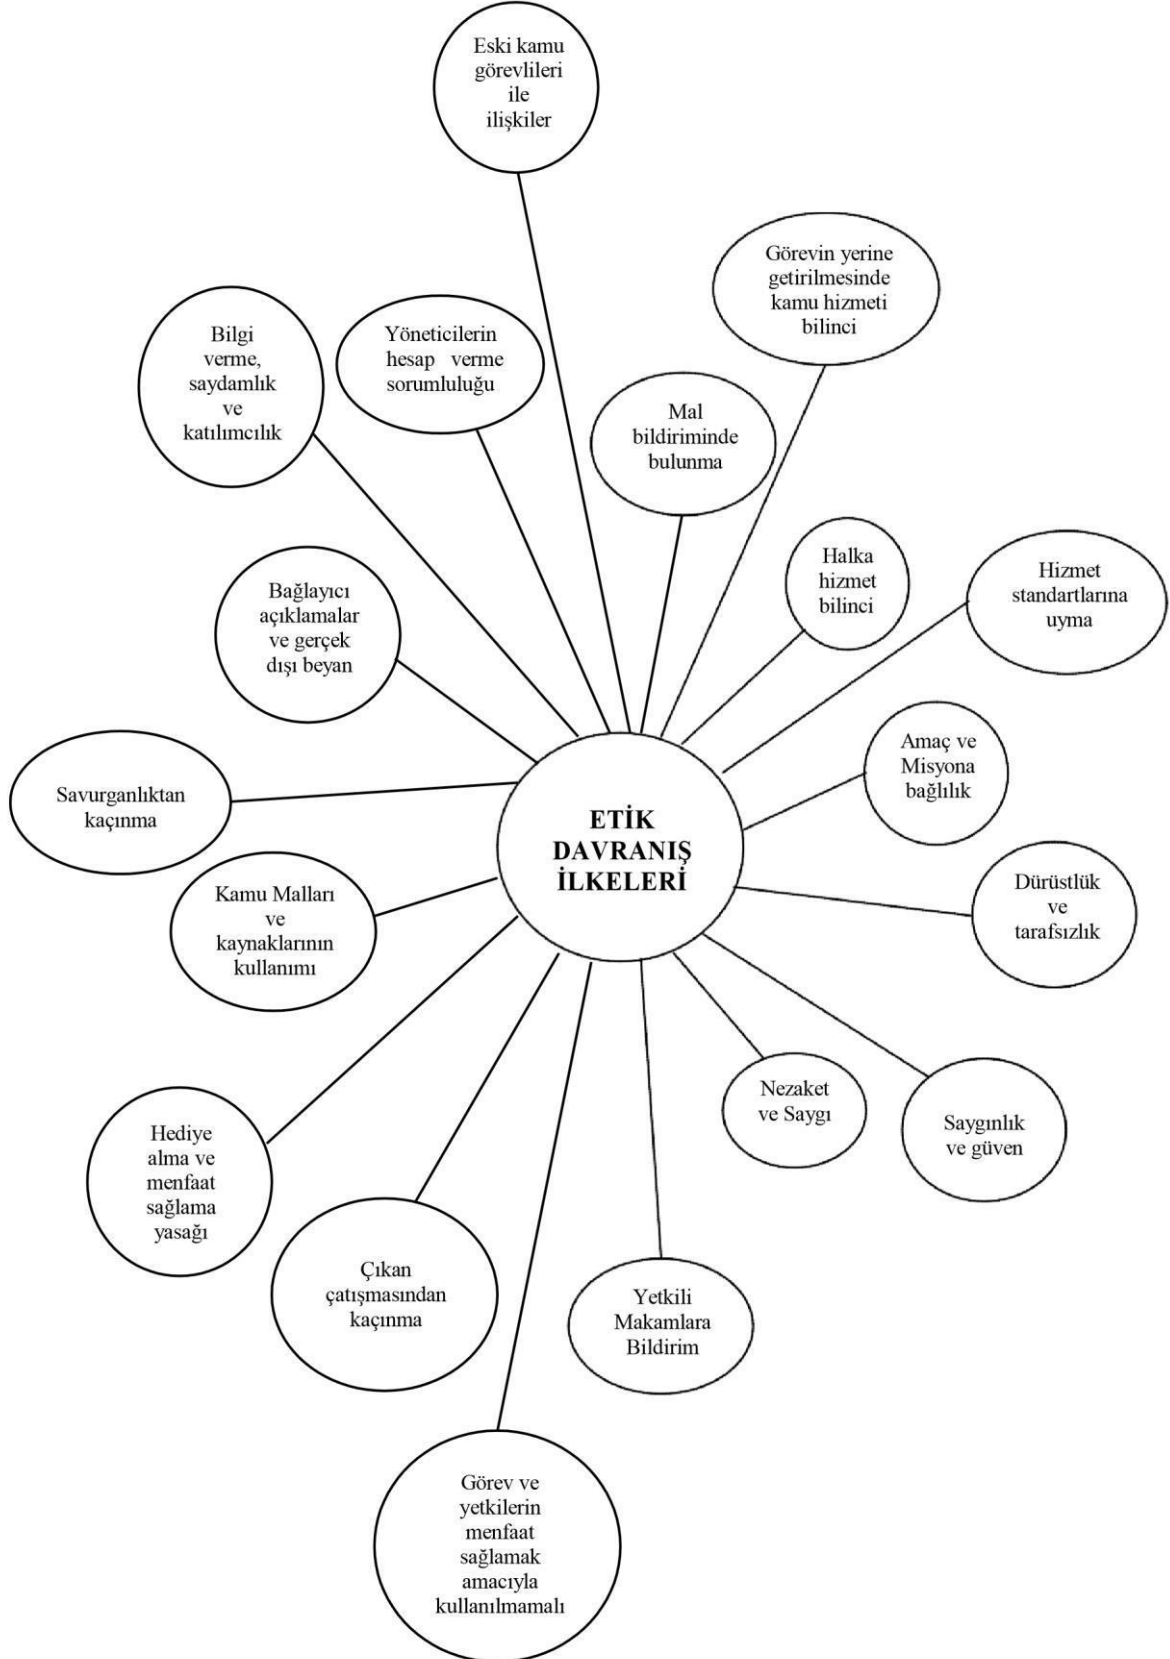 Eski kamu
görevlileri
ile
ilişkiler
Görevin yerine
getirilmesinde
kamu hizmeti
bilinci
Bilgi
verme,
saydamlık
ve
katılımcılık
Yöneticilerin
hesap verme
sorumluluğu
Mal
bildiriminde
bulunma
Halka
hizmet
bilinci
Hizmet
standartlarına
uyma
Bağlayıcı
açıklamalar
ve gerçek
dışı beyan
Amaç ve
Misyona
bağlılık
Savurganlıktan
kaçınma
ETİK
DAVRANIŞ
İLKELERİ
Dürüstlük
ve
tarafsızlık
Kamu Malları
ve
kaynaklarının
kullanımı
Nezaket
ve Saygı
Saygınlık
ve güven
Hediye
alma ve
menfaat
sağlama
yasağı
Çıkan
çatışmasından
kaçınma
Yetkili
Makamlara
Bildirim
Görev ve
yetkilerin
menfaat
sağlamak
amacıyla
kullanılmamalı